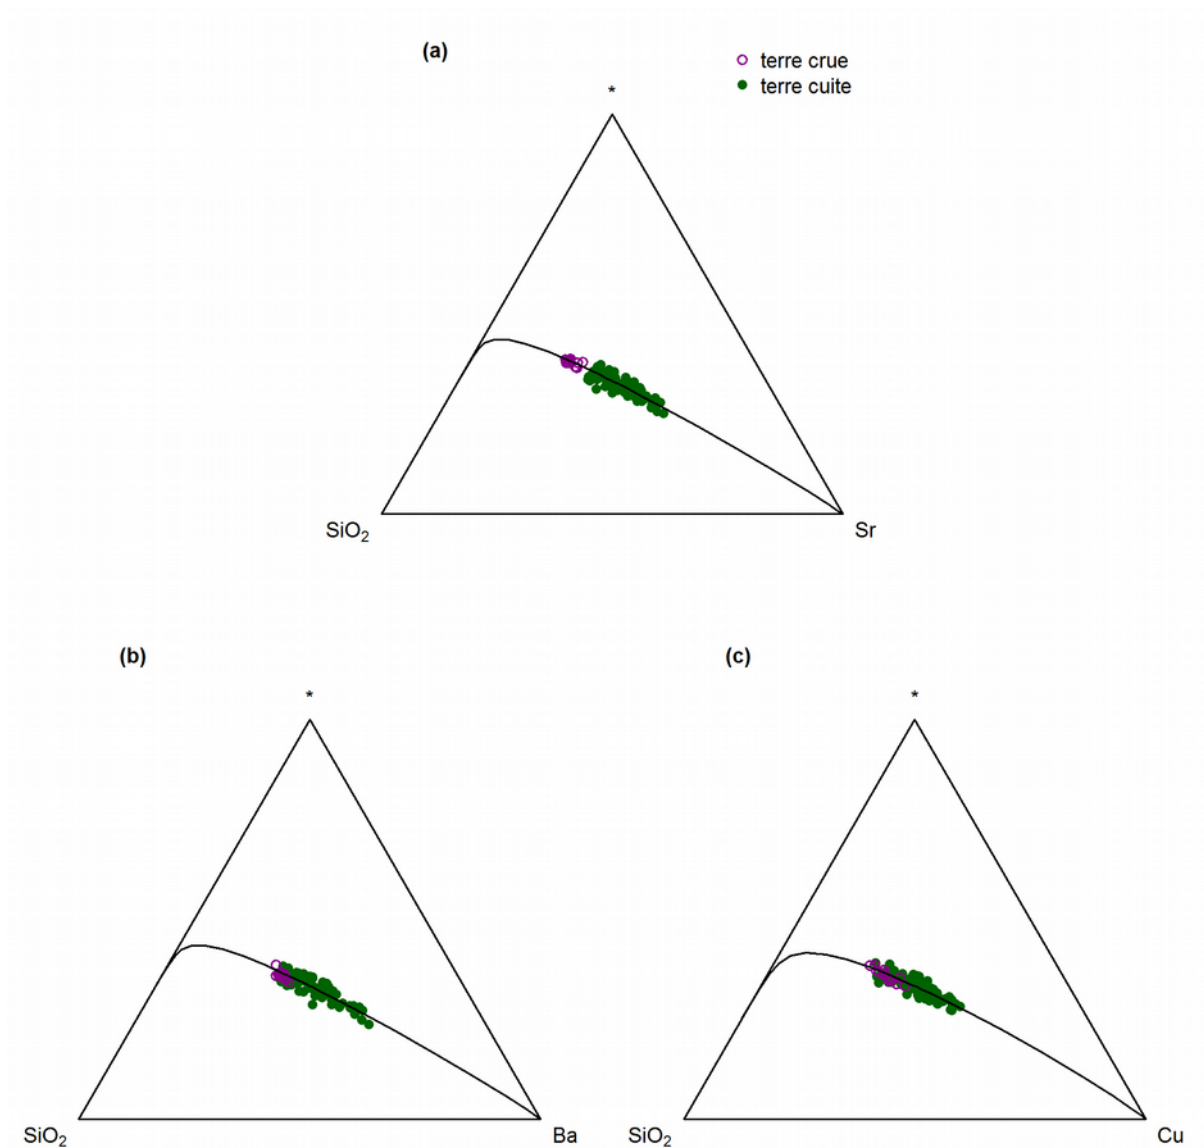 (a)
terre crue
terre cuite
*
SiO₂ Sr
(b) (c)
* *
SiO₂ Ba SiO₂ Cu